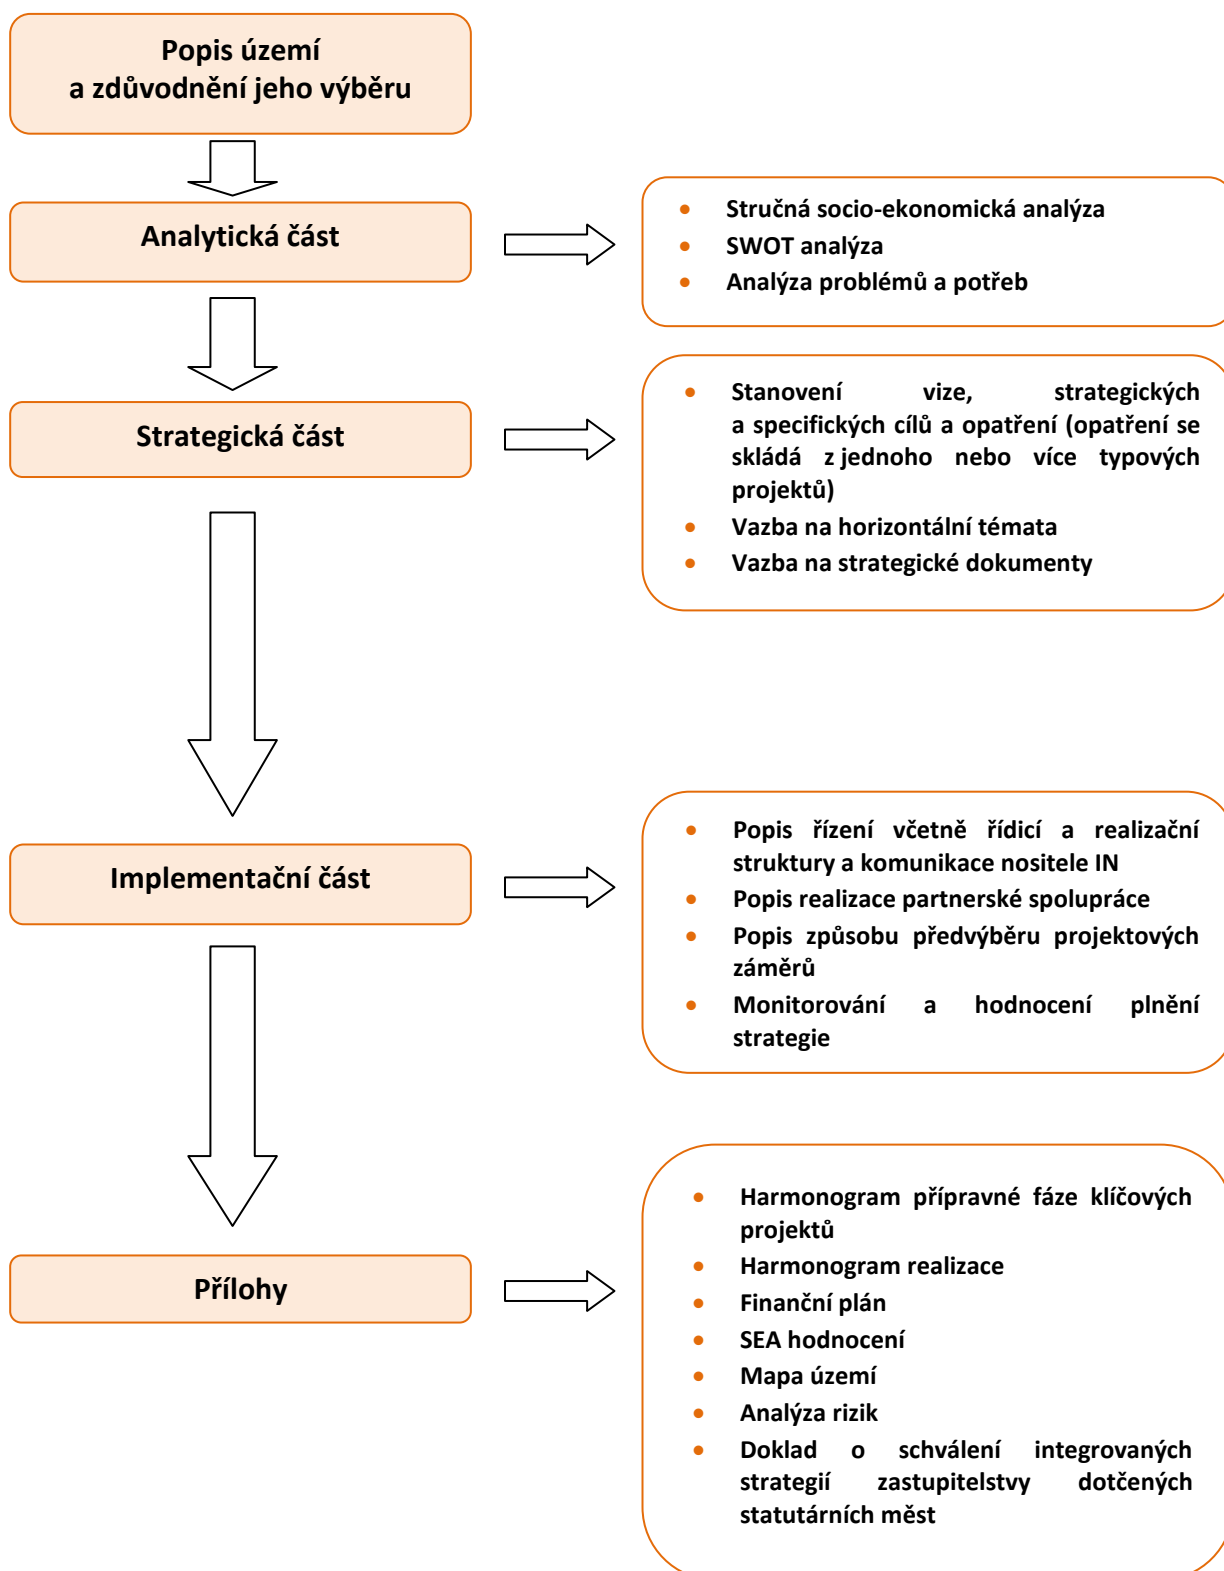 Popis území
a zdůvodnění jeho výběru
Analytická část
• Stručná socio-ekonomická analýza
• SWOT analýza
• Analýza problémů a potřeb
Strategická část
• Stanovení vize, strategických
a specifických cílů a opatření (opatření se
skládá z jednoho nebo více typových
projektů)
• Vazba na horizontální témata
• Vazba na strategické dokumenty
Implementační část
• Popis řízení včetně řídicí a realizační
struktury a komunikace nositele IN
• Popis realizace partnerské spolupráce
• Popis způsobu předvýběru projektových
záměrů
• Monitorování a hodnocení plnění
strategie
Přílohy
• Harmonogram přípravné fáze klíčových
projektů
• Harmonogram realizace
• Finanční plán
• SEA hodnocení
• Mapa území
• Analýza rizik
• Doklad o schválení integrovaných
strategií zastupitelstvy dotčených
statutárních měst